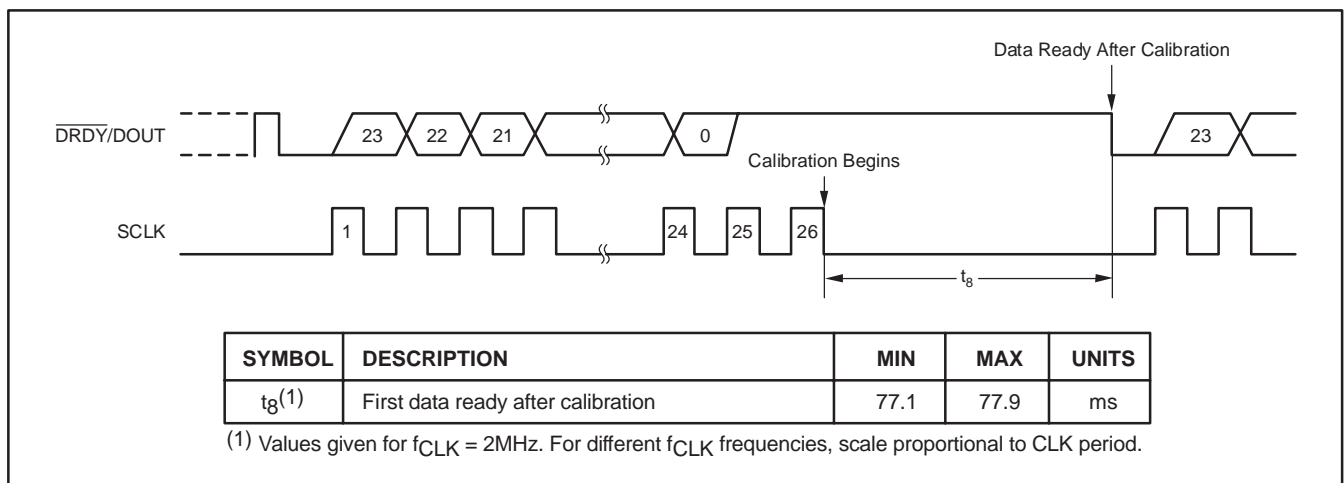 Data Ready After Calibration
DRDY/DOUT 23 22 21 0 23
Calibration Begins
SCLK 1 24 25 26
t8
SYMBOL DESCRIPTION MIN MAX UNITS
t8(1) First data ready after calibration 77.1 77.9 ms
(1) Values given for fCLK = 2MHz. For different fCLK frequencies, scale proportional to CLK period.